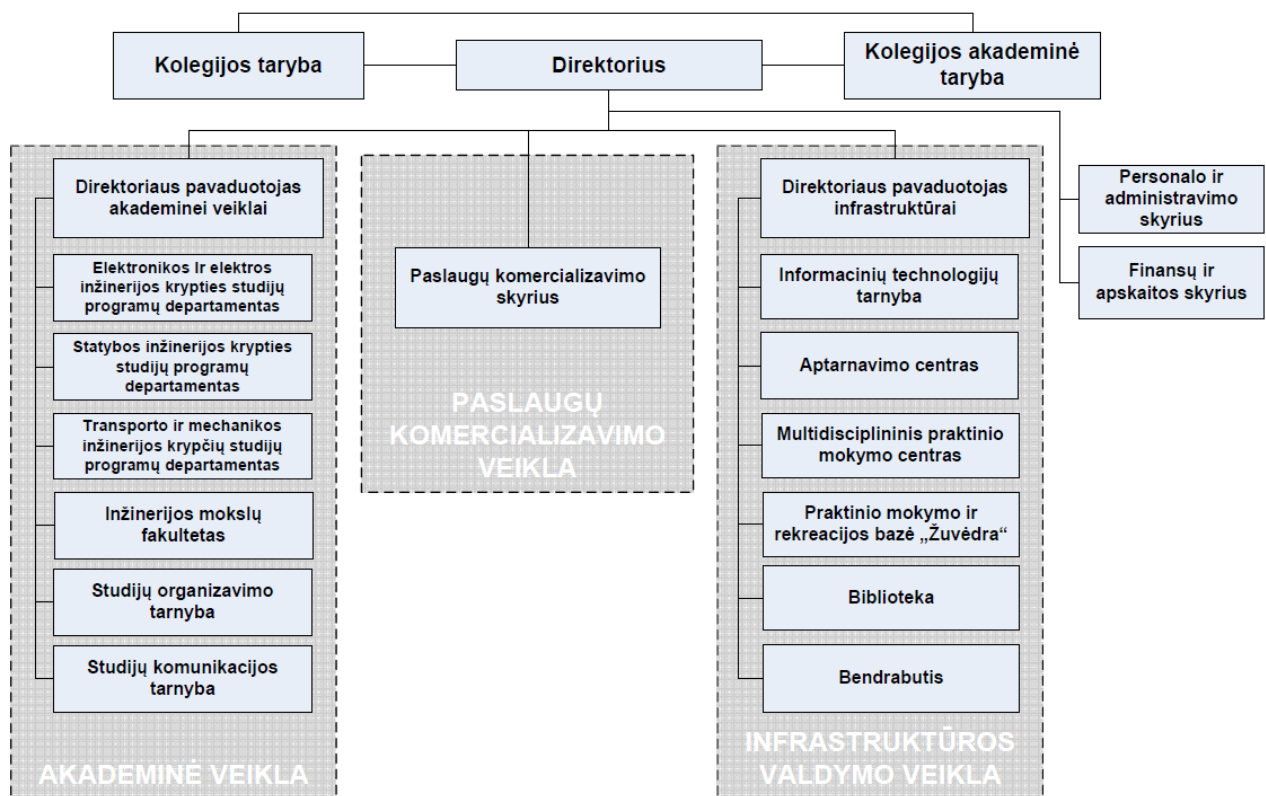 Kolegijos taryba
Direktorius
Kolegijos akademinė
taryba
Direktoriaus pavaduotojas
akademinei veiklai
Elektronikos Ir elektros
inžinerijos krypties studijų
programų departamentas
Statybos inžinerijos krypties
studijų programų
departamentas
Transporto ir mechanikos
inžinerijos krypčių studijų
programų departamentas
Inžinerijos mokslų
fakultetas
Studijų organizavimo
tarnyba
Studijų komunikacijos
tarnyba
AKADEMINĖ VEIKLA
Paslaugų komercializavimo
skyrius
PASLAUGŲ
KOMERCIALIZAVIMO
VEIKLA
Direktoriaus pavaduotojas
infrastruktūrai
Informacinių technologijų
tarnyba
Aptarnavimo centras
Multidisciplininis praktinio
mokymo centras
Praktinio mokymo ir
rekreacijos bazė „Žuvėdra“
Biblioteka
Bendrabutis
INFRASTRUKTŪROS
VALDYMO VEIKLA
Personalo ir
administravimo
skyrius
Finansų ir
apskaitos skyrius